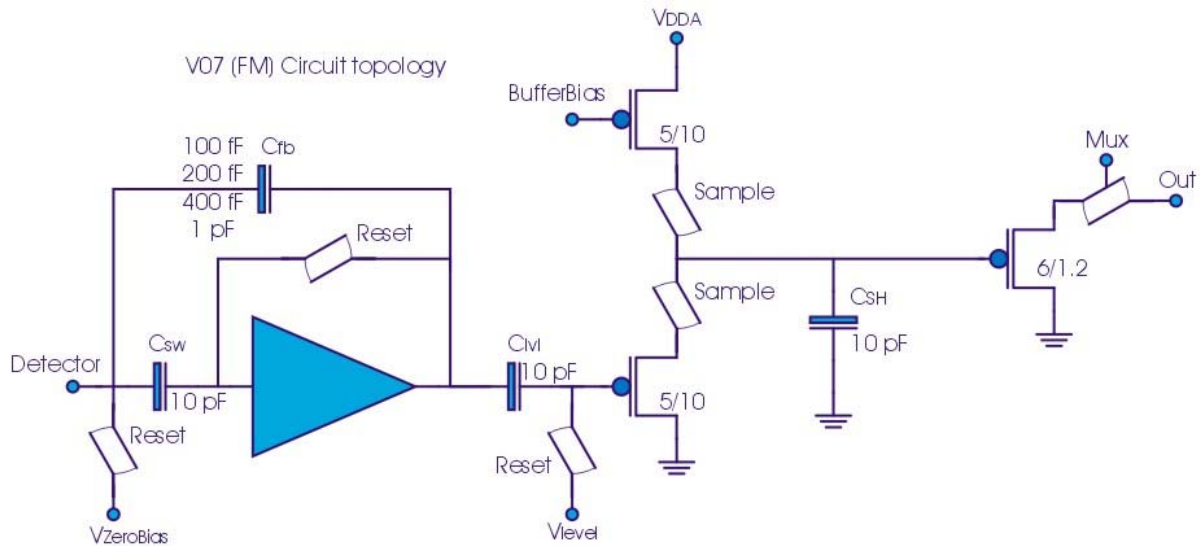 VDDA
V07 (FM) Circuit topology
BufferBias
5/10
100 fF
200 fF
400 fF
1 pF
Cfb
Mux
Out
Sample
Reset
6/1.2
Sample
CSH
10 pF
Detector
Csw
10 pF
Clvl
10 pF
5/10
Reset
Reset
VZeroBias
Vlevel